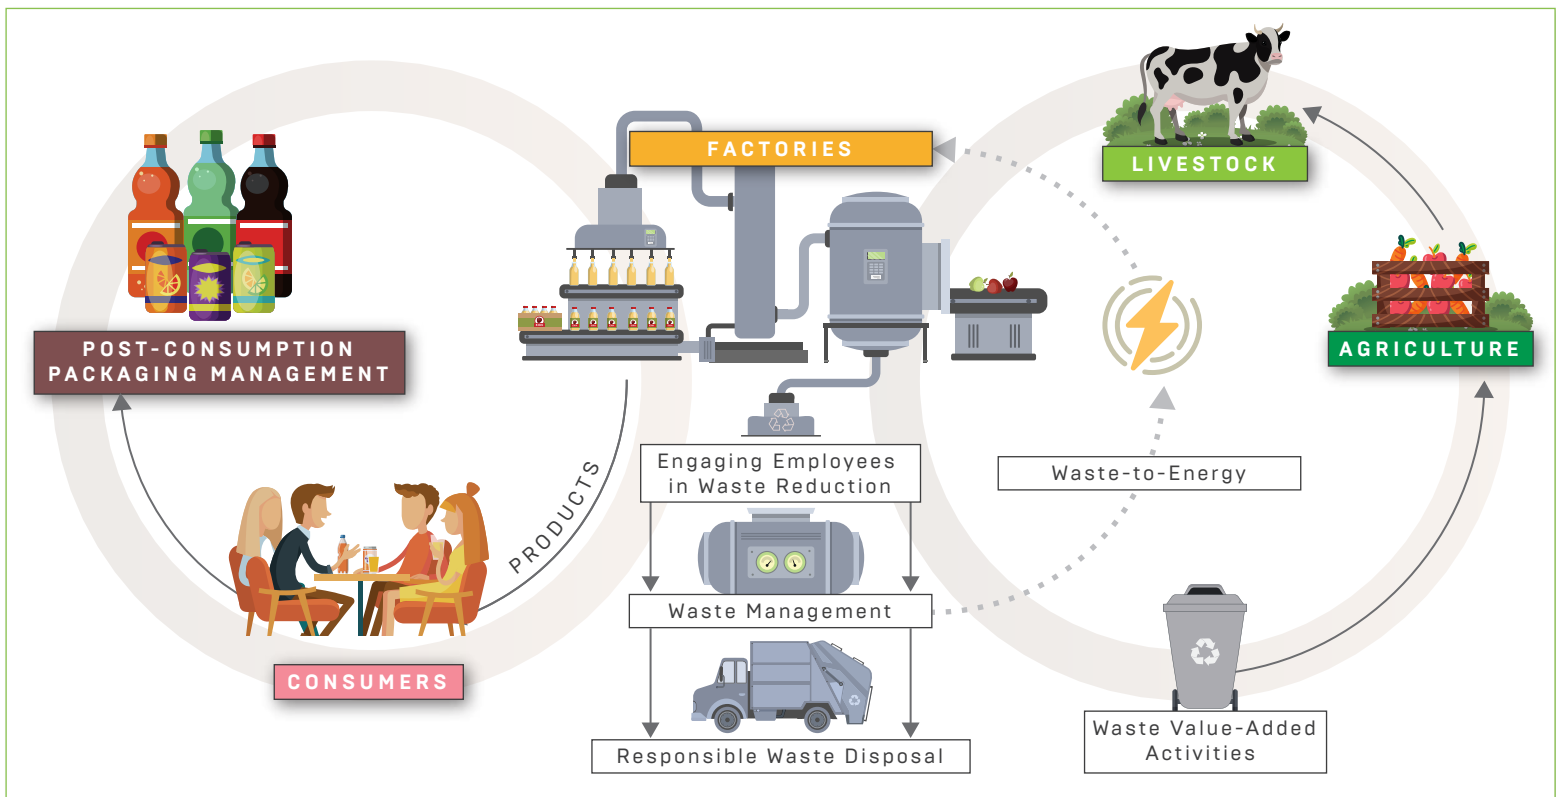 FACTORIES
LIVESTOCK
POST-CONSUMPTION
PACKAGING MANAGEMENT
AGRICULTURE
PRODUCTS
Engaging Employees
in Waste Reduction
Waste-to-Energy
Waste Management
CONSUMERS
Responsible Waste Disposal
Waste Value-Added
Activities